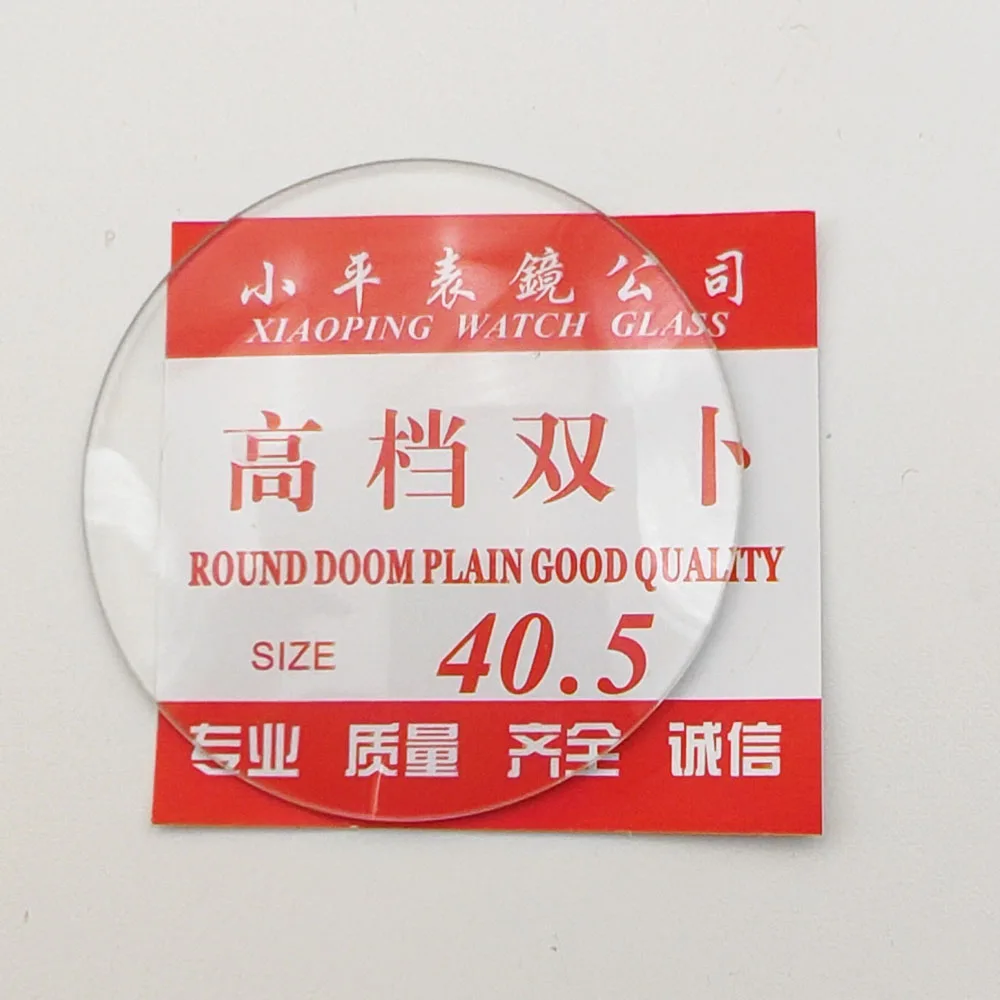 小平表鏡公司
XIAOPING WATCH GLASS
高档双卜
ROUND DOOM PLAIN GOOD QUALITY
SIZE 40.5
专业 质量 齐全 诚信